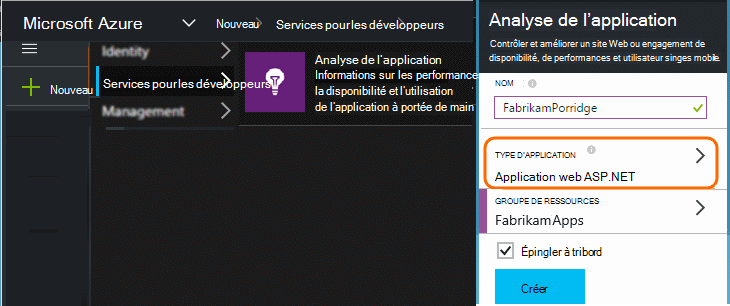 Microsoft Azure
Nouveau
Services pour les développeurs
Identity
Nouveau
Services pour les développeurs
Management
Analyse de l'application
Informations sur les performance
la disponibilité et l'utilisation
de l'application à portée de main
Analyse de l'application
Contrôler et améliorer un site Web ou engagement de
disponibilité, de performances et utilisateur singes mobile.
NOM
FabrikamPorridge
TYPE D'APPLICATION
Application web ASP.NET
GROUPE DE RESSOURCES
FabrikamApps
Épingler à tribord
Créer